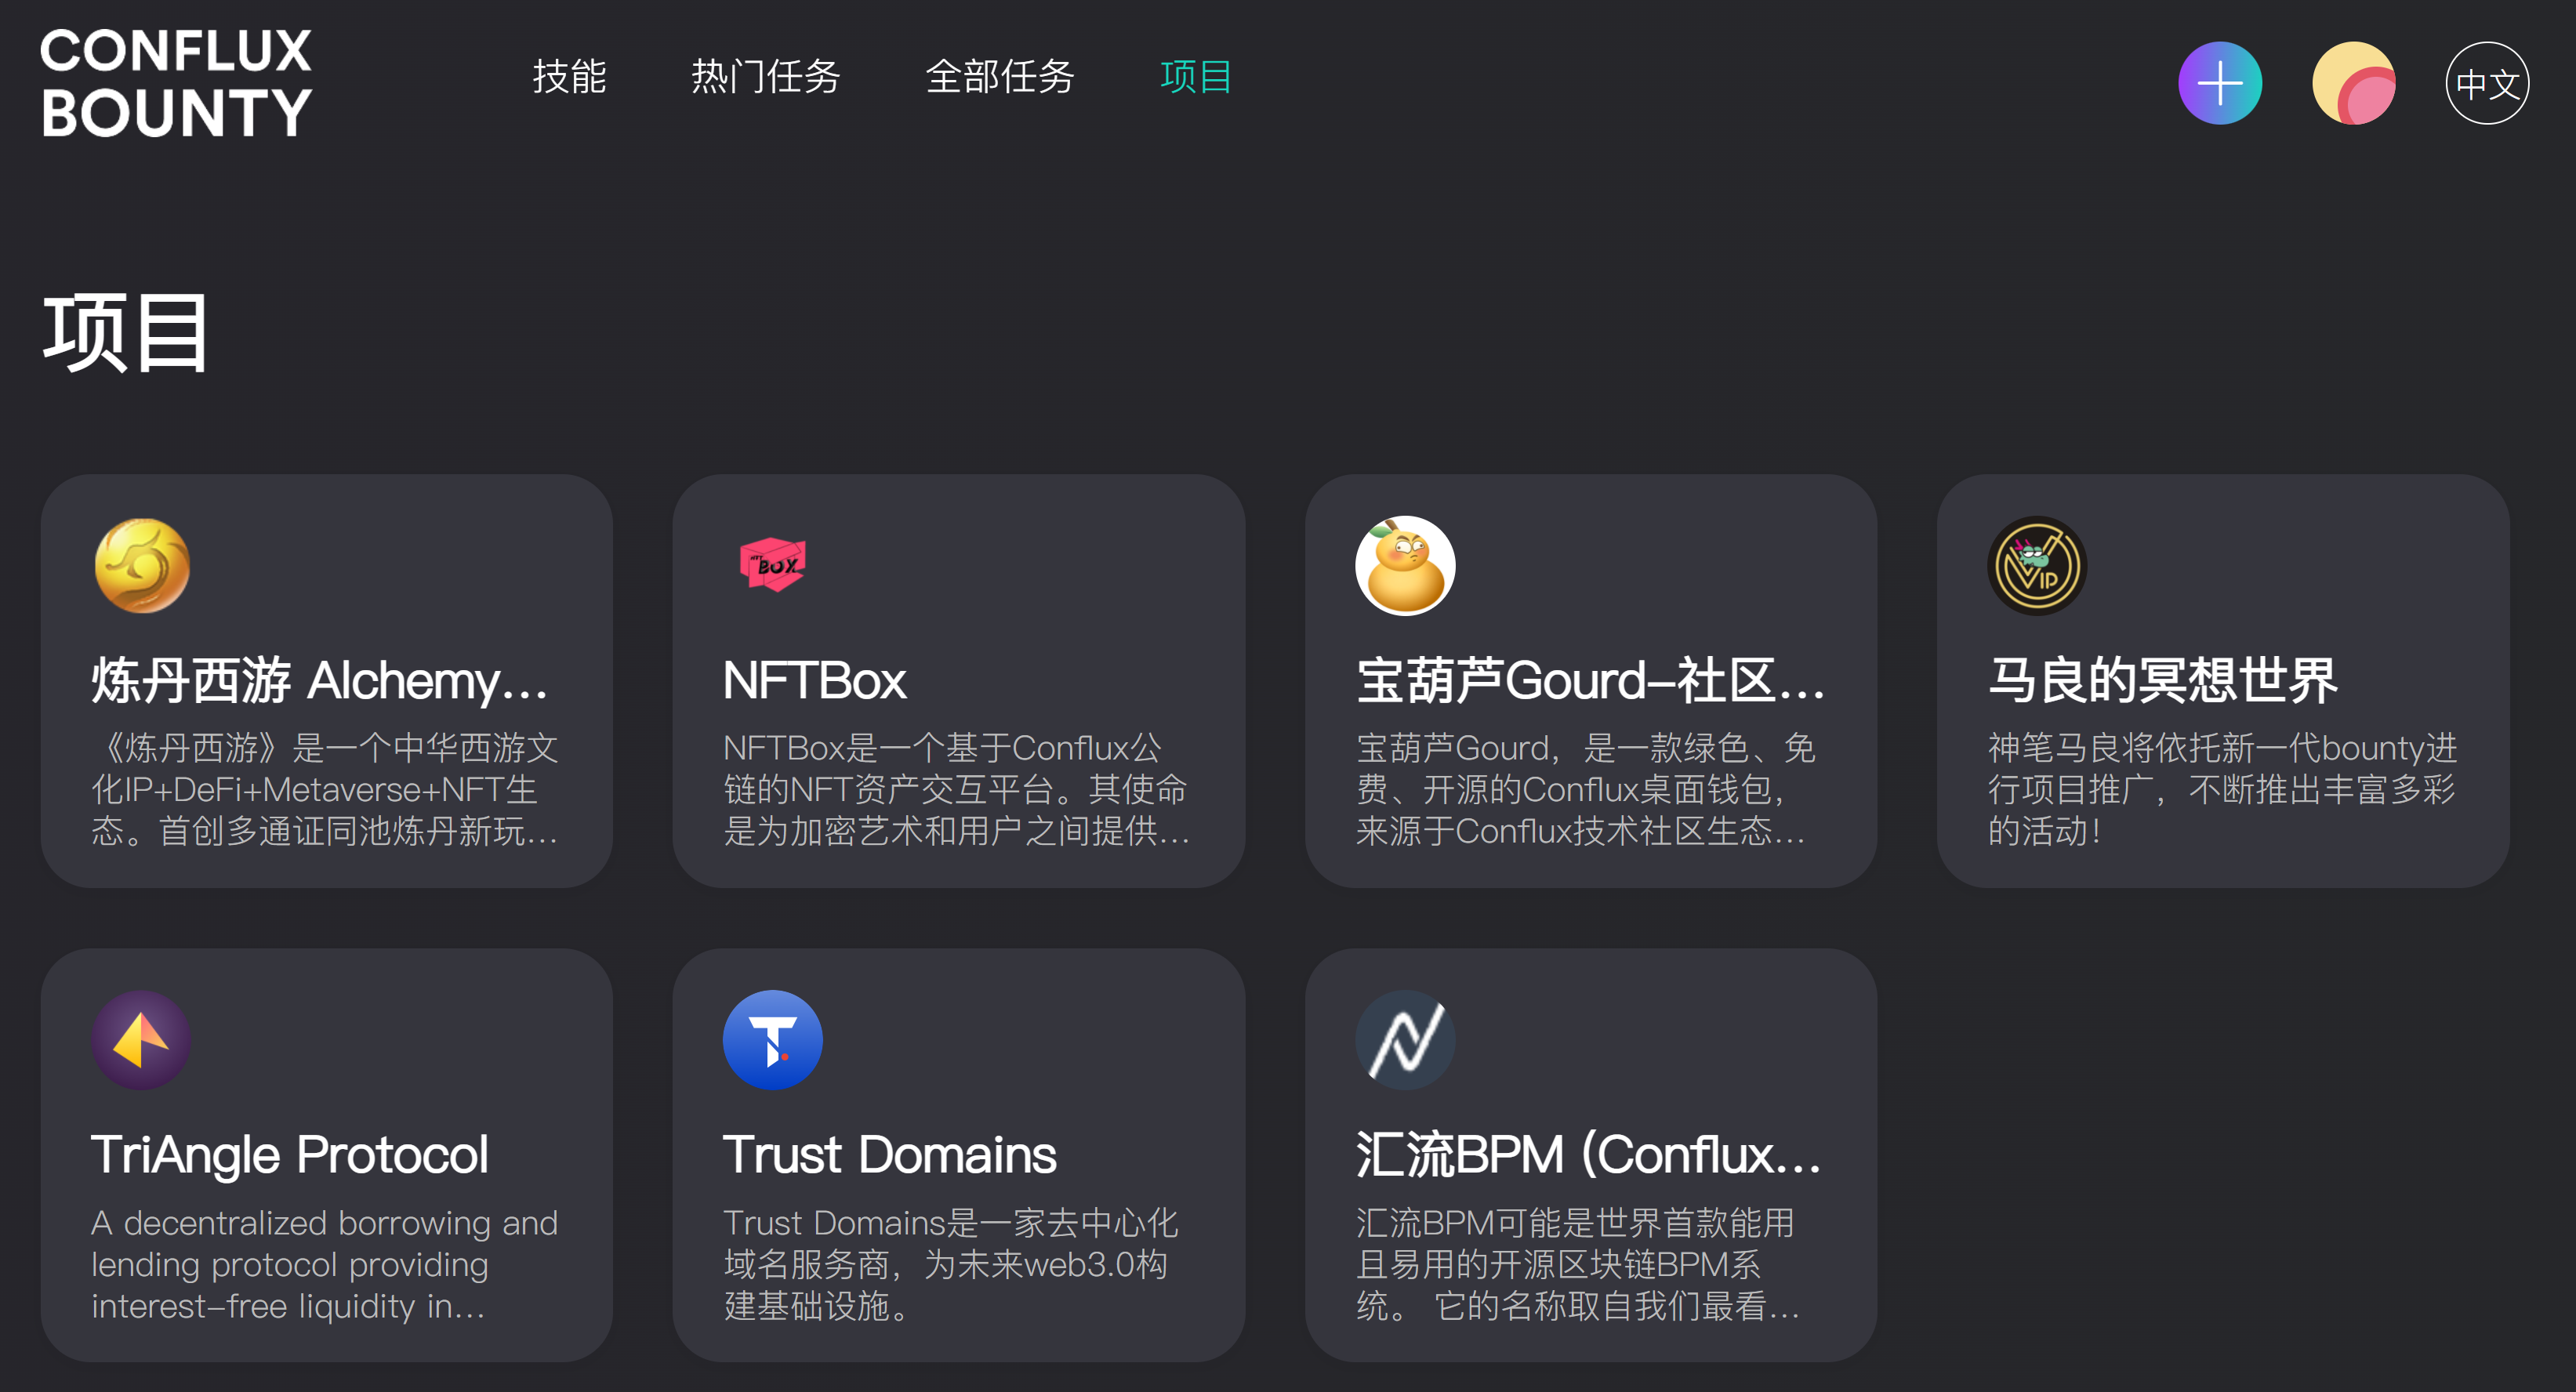 CONFLUX
BOUNTY
技能
热门任务
全部任务
项目
中文
项目
BOX
VIP
炼丹西游 Alchemy...
《炼丹西游》是一个中华西游文
化IP+DeFi+Metaverse+NFT生
态。首创多通证同池炼丹新玩...
NFTBox
NFTBox是一个基于Conflux公
链的NFT资产交互平台。其使命
是为加密艺术和用户之间提供...
宝葫芦Gourd-社区...
宝葫芦Gourd，是一款绿色、免
费、开源的Conflux桌面钱包，
来源于Conflux技术社区生态...
马良的冥想世界
神笔马良将依托新一代bounty进
行项目推广，不断推出丰富多彩
的活动！
TriAngle Protocol
A decentralized borrowing and
lending protocol providing
interest-free liquidity in...
Trust Domains
Trust Domains是一家去中心化
域名服务商，为未来web3.0构
建基础设施。
汇流BPM (Conflux...
汇流BPM可能是世界首款能用
且易用的开源区块链BPM系
统。 它的名称取自我们最看...